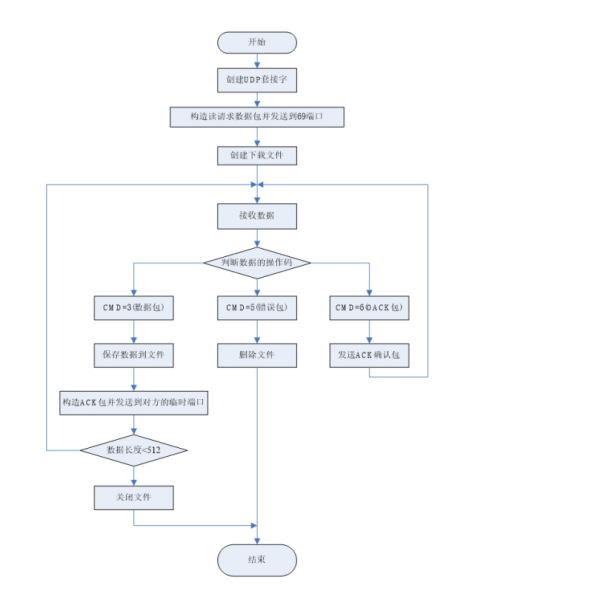 开始
创建UDP套接字
构造读请求数据包并发送到69端口
创建下载文件
接收数据
判断数据的操作码
CMD=3(数据包)
CMD=5(错误包)
CMD=6(OACK包)
保存数据到文件
删除文件
发送ACK确认包
构造ACK包并发送到对方的临时端口
数据长度<512
关闭文件
结束